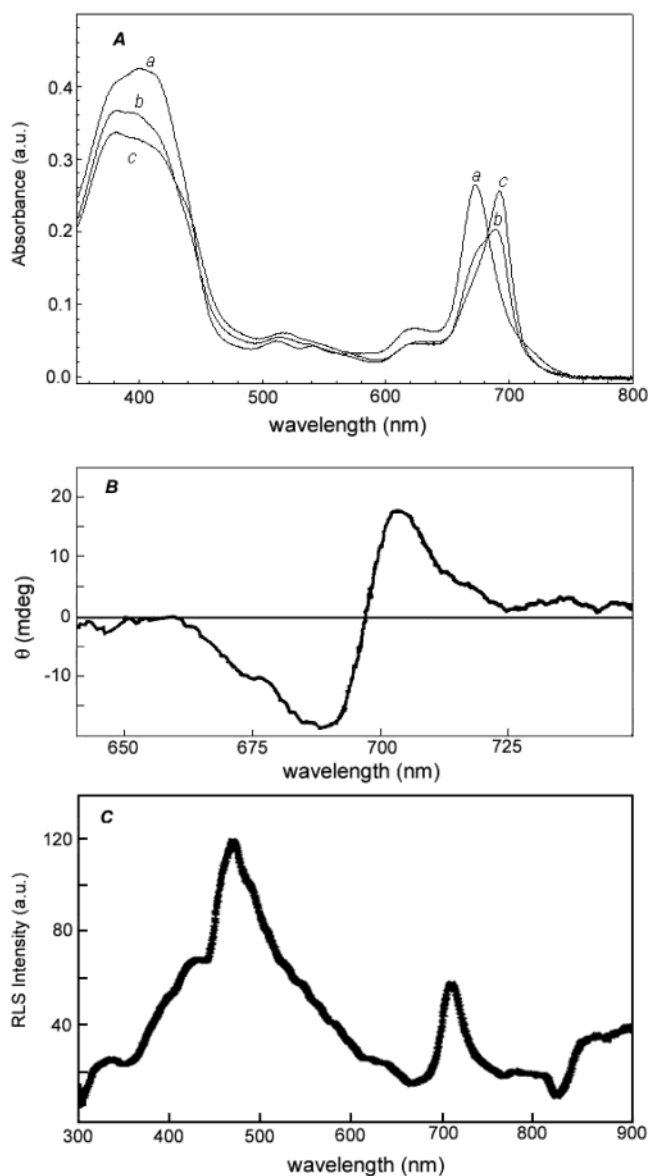 A
a
b
c
a
c
b
Absorbance (a.u.)
0.4
0.3
0.2
0.1
0.0
400 500 600 700 800
wavelength (nm)
B
θ (mdeg)
20
10
0
-10
650 675 700 725
wavelength (nm)
C
RLS Intensity (a.u.)
120
80
40
300 400 500 600 700 800 900
wavelength (nm)